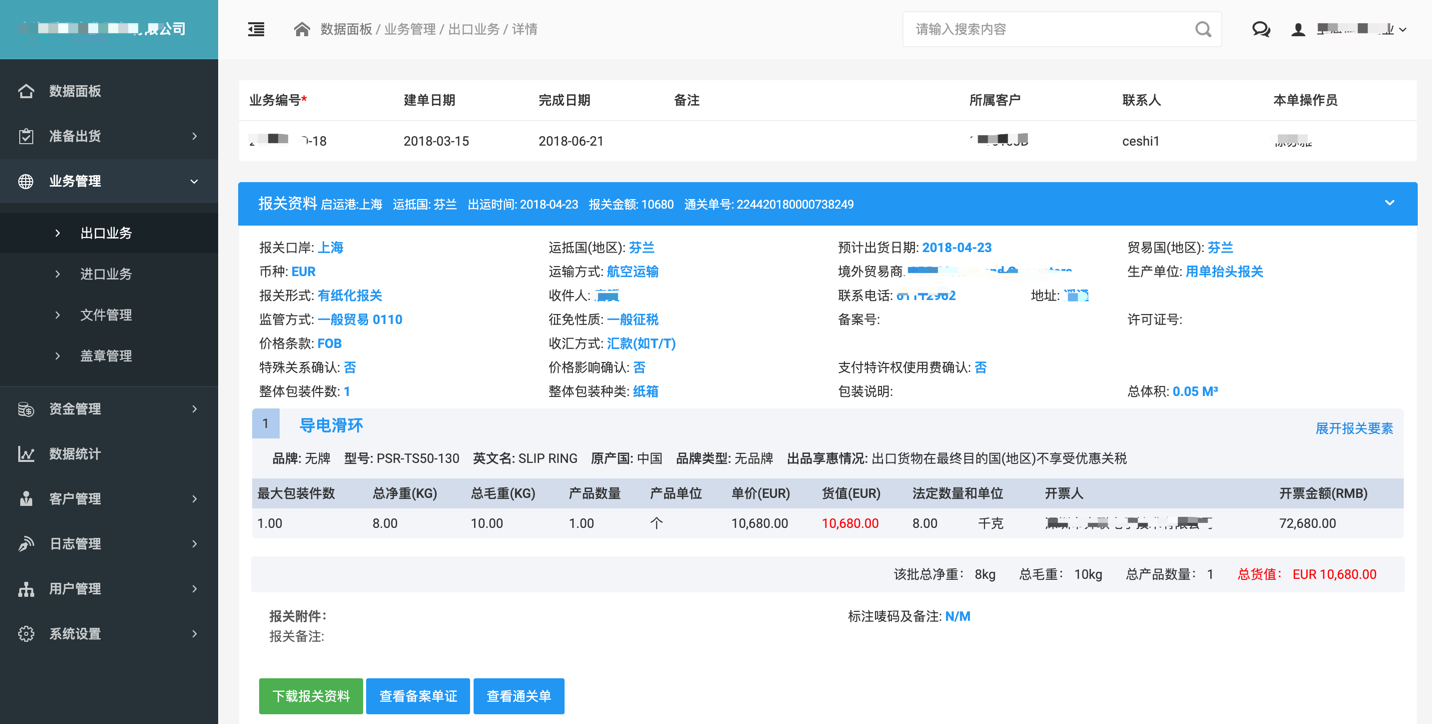 限公司
数据面板 / 业务管理 / 出口业务 / 详情
请输入搜索内容
业
数据面板
准备出货
业务管理
出口业务
进口业务
文件管理
盖章管理
资金管理
数据统计
客户管理
日志管理
用户管理
系统设置
业务编号* 建单日期 完成日期 备注 所属客户 联系人 本单操作员
-18 2018-03-15 2018-06-21 ceshi1
报关资料 启运港:上海 运抵国: 芬兰 出运时间: 2018-04-23 报关金额: 10680 通关单号: 224420180000738249
报关口岸: 上海 运抵国(地区): 芬兰 预计出货日期: 2018-04-23 贸易国(地区): 芬兰
币种: EUR 运输方式: 航空运输 境外贸易商: 生产单位: 用单抬头报关
报关形式: 有纸化报关 收件人: 联系电话: 地址:
监管方式: 一般贸易 0110 征免性质: 一般征税 备案号: 许可证号:
价格条款: FOB 收汇方式: 汇款(如T/T)
特殊关系确认: 否 价格影响确认: 否 支付特许权使用费确认: 否
整体包装件数: 1 整体包装种类: 纸箱 包装说明: 总体积: 0.05 M³
1 导电滑环 展开报关要素
品牌: 无牌 型号: PSR-TS50-130 英文名: SLIP RING 原产国: 中国 品牌类型: 无品牌 出品享惠情况: 出口货物在最终目的国(地区)不享受优惠关税
最大包装件数 总净重(KG) 总毛重(KG) 产品数量 产品单位 单价(EUR) 货值(EUR) 法定数量和单位 开票人 开票金额(RMB)
1.00 8.00 10.00 1.00 个 10,680.00 10,680.00 8.00 千克 72,680.00
该批总净重: 8kg 总毛重: 10kg 总产品数量: 1 总货值: EUR 10,680.00
报关附件: 标注唛码及备注: N/M
报关备注:
下载报关资料 查看备案单证 查看通关单